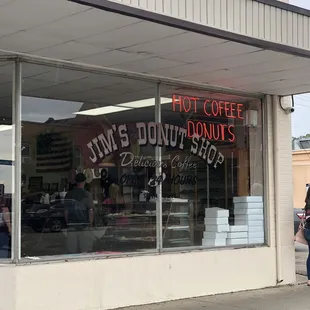 HOT COFFEE
DONUTS
JIM'S DONUT SHOP
Delicious Coffee